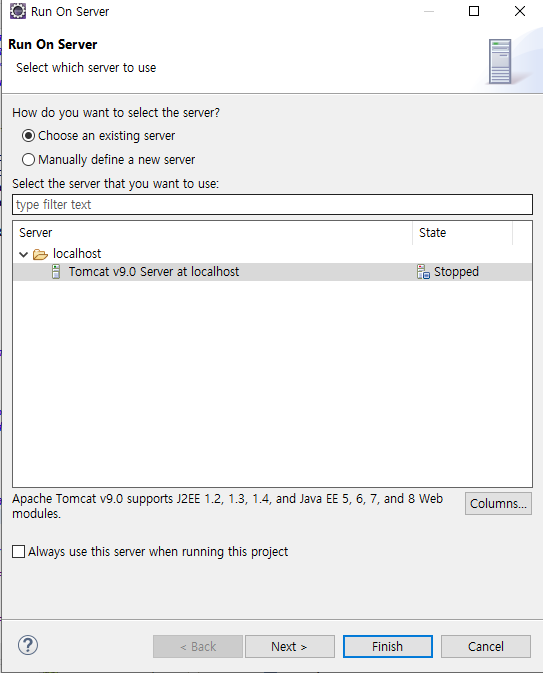 Run On Server
Run On Server
Select which server to use
How do you want to select the server?
Choose an existing server
Manually define a new server
Select the server that you want to use:
type filter text
Server State
localhost
Tomcat v9.0 Server at localhost Stopped
Apache Tomcat v9.0 supports J2EE 1.2, 1.3, 1.4, and Java EE 5, 6, 7, and 8 Web
modules.
Columns...
Always use this server when running this project
? < Back Next > Finish Cancel